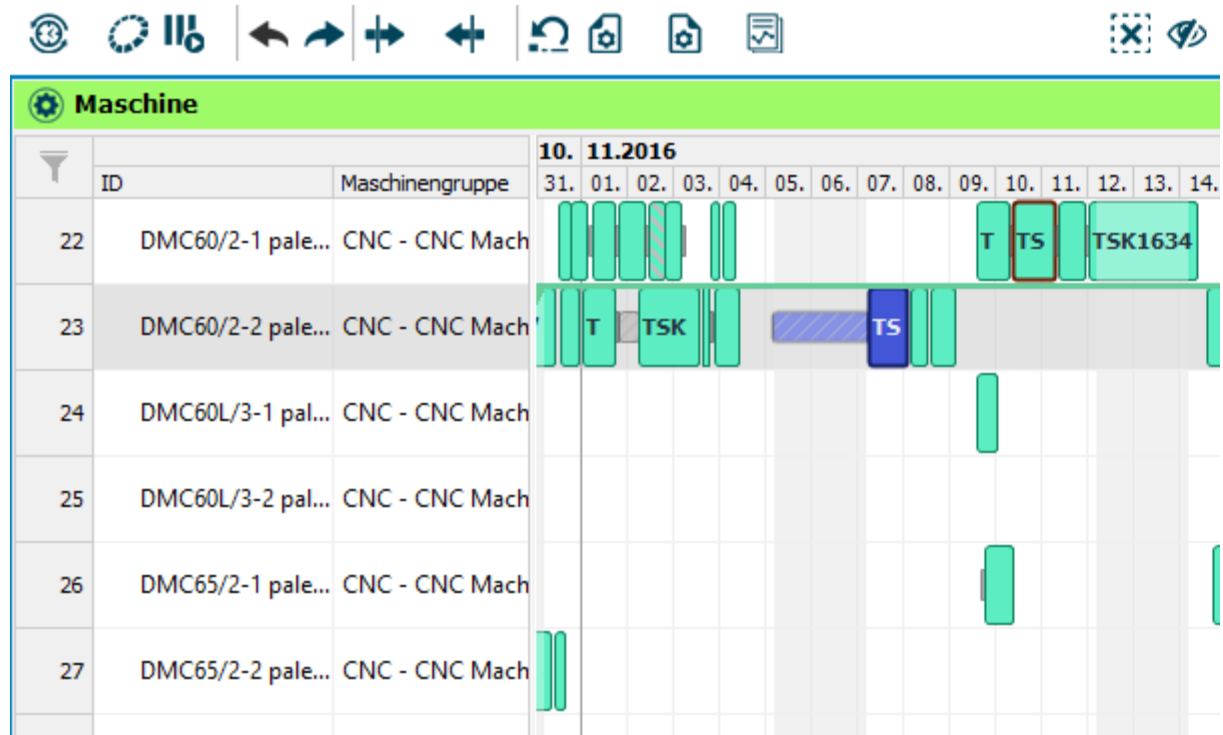 Maschine
10. 11.2016
ID Maschinengruppe 31. 01. 02. 03. 04. 05. 06. 07. 08. 09. 10. 11. 12. 13. 14.
22 DMC60/2-1 pale... CNC - CNC Mach T TS TSK1634
23 DMC60/2-2 pale... CNC - CNC Mach T TSK TS
24 DMC60L/3-1 pal... CNC - CNC Mach
25 DMC60L/3-2 pal... CNC - CNC Mach
26 DMC65/2-1 pale... CNC - CNC Mach
27 DMC65/2-2 pale... CNC - CNC Mach